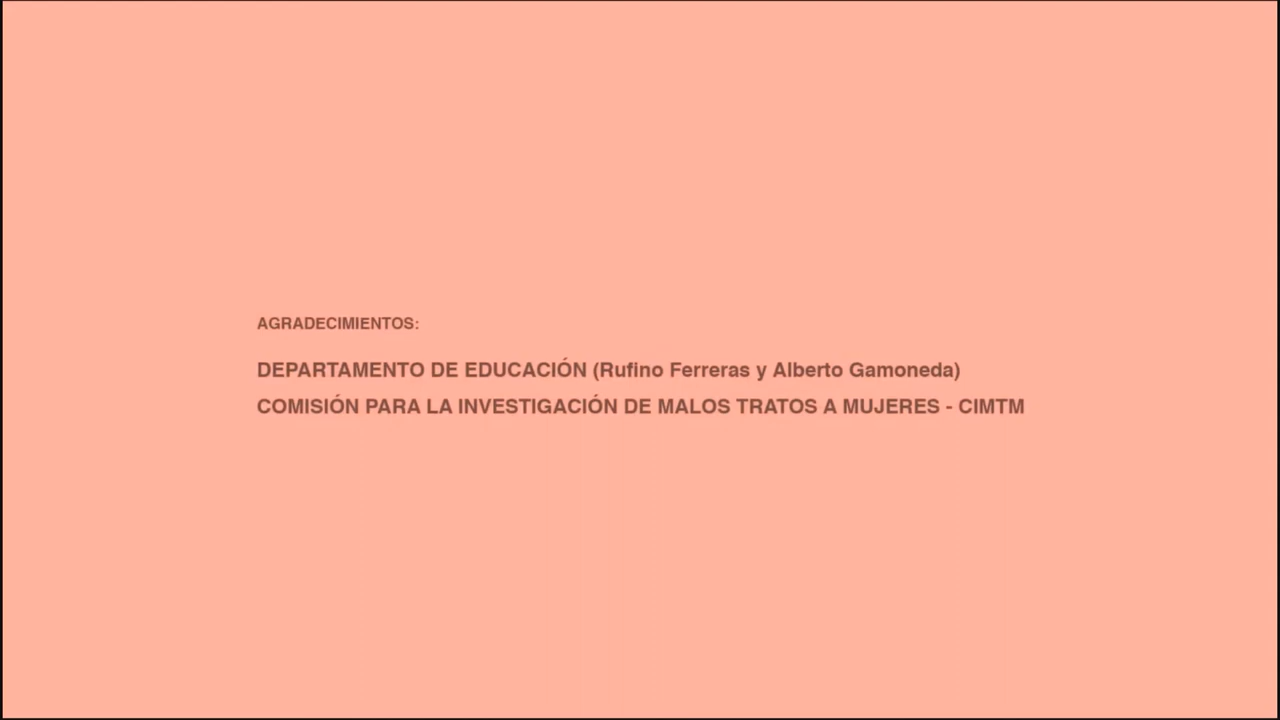 AGRADECIMIENTOS:
DEPARTAMENTO DE EDUCACIÓN (Rufino Ferreras y Alberto Gamoneda)
COMISIÓN PARA LA INVESTIGACIÓN DE MALOS TRATOS A MUJERES - CIMTM